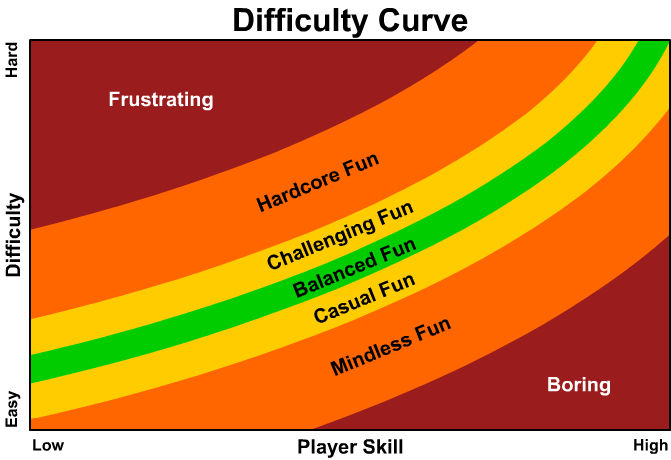 Difficulty Curve
Hard
Frustrating
Hardcore Fun
Difficulty
Challenging Fun
Balanced Fun
Casual Fun
Mindless Fun
Boring
Easy
Low
Player Skill
High